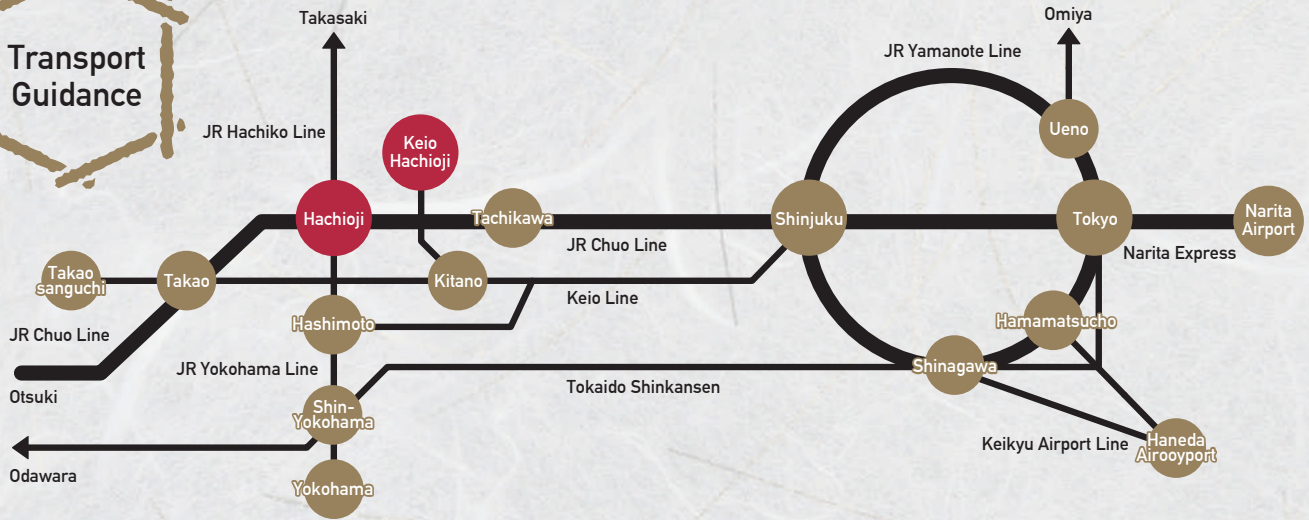 Transport
Guidance
Takasaki
Omiya
JR Yamanote Line
JR Hachiko Line
Keio
Hachioji
Ueno
Hachioji
Tachikawa
Shinjuku
Tokyo
Narita
Airport
JR Chuo Line
Narita Express
Takao
sanguchi
Takao
Kitano
Keio Line
Hashimoto
Hamamatsucho
JR Chuo Line
JR Yokohama Line
Shinagawa
Otsuki
Tokaido Shinkansen
Shin-
Yokohama
Keikyu Airport Line
Haneda
Airooyport
Odawara
Yokohama